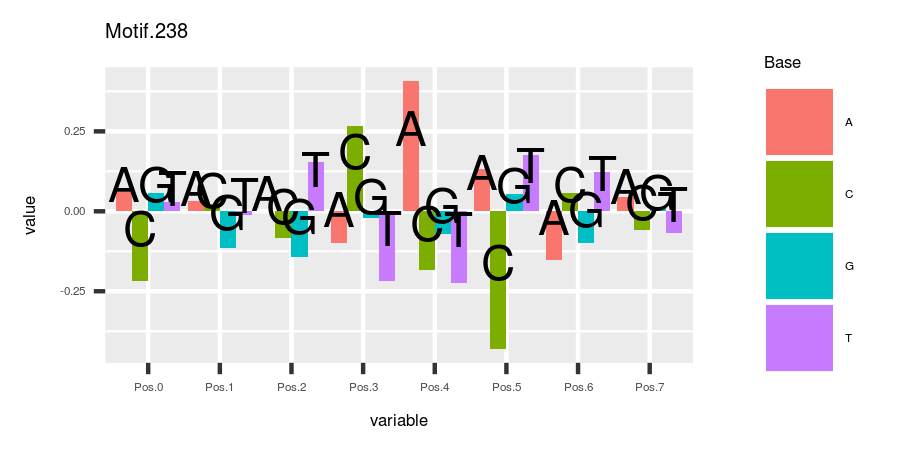 Motif.238
value
0.25
0.00
-0.25
A C G T A C G T A C G T A C G T A C G T A C G T A C G T A C G T
Pos.0 Pos.1 Pos.2 Pos.3 Pos.4 Pos.5 Pos.6 Pos.7
variable
Base
A
C
G
T